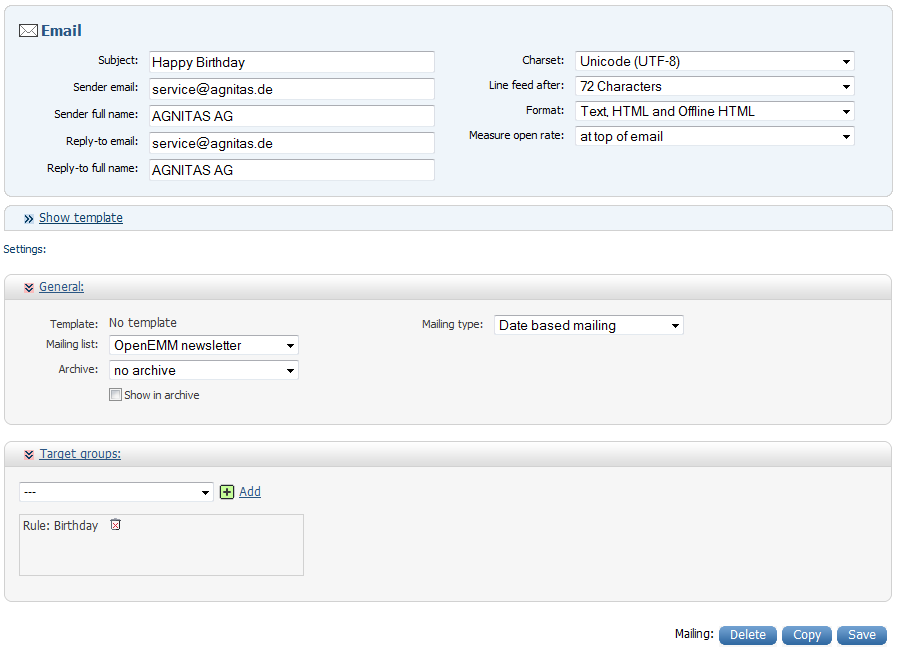 Email
Subject: Happy Birthday
Sender email: service@agnitas.de
Sender full name: AGNITAS AG
Reply-to email: service@agnitas.de
Reply-to full name: AGNITAS AG
Charset: Unicode (UTF-8)
Line feed after: 72 Characters
Format: Text, HTML and Offline HTML
Measure open rate: at top of email
Show template
Settings:
General:
Template: No template
Mailing list: OpenEMM newsletter
Archive: no archive
Show in archive
Mailing type: Date based mailing
Target groups:
--- Add
Rule: Birthday
Mailing: Delete Copy Save